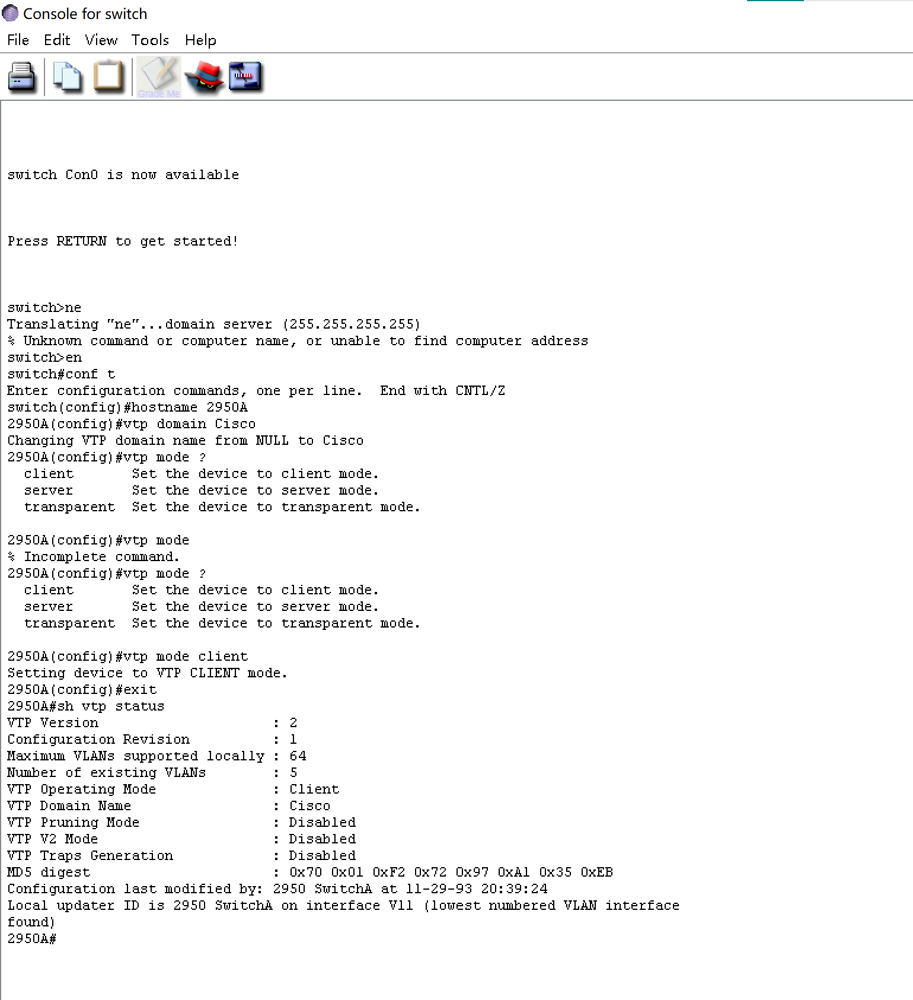 Console for switch
File Edit View Tools Help
Grade Me
switch Con0 is now available
Press RETURN to get started!
switch>ne
Translating "ne"...domain server (255.255.255.255)
% Unknown command or computer name, or unable to find computer address
switch>en
switch#conf t
Enter configuration commands, one per line.  End with CNTL/Z
switch(config)#hostname 2950A
2950A(config)#vtp domain Cisco
Changing VTP domain name from NULL to Cisco
2950A(config)#vtp mode ?
  client       Set the device to client mode.
  server       Set the device to server mode.
  transparent  Set the device to transparent mode.
2950A(config)#vtp mode
% Incomplete command.
2950A(config)#vtp mode ?
  client       Set the device to client mode.
  server       Set the device to server mode.
  transparent  Set the device to transparent mode.
2950A(config)#vtp mode client
Setting device to VTP CLIENT mode.
2950A(config)#exit
2950A#sh vtp status
VTP Version                     : 2
Configuration Revision          : 1
Maximum VLANs supported locally : 64
Number of existing VLANs        : 5
VTP Operating Mode              : Client
VTP Domain Name                 : Cisco
VTP Pruning Mode                : Disabled
VTP V2 Mode                     : Disabled
VTP Traps Generation            : Disabled
MD5 digest                      : 0x70 0x01 0xF2 0x72 0x97 0xA1 0x35 0xEB
Configuration last modified by: 2950 SwitchA at 11-29-93 20:39:24
Local updater ID is 2950 SwitchA on interface Vl1 (lowest numbered VLAN interface
found)
2950A#